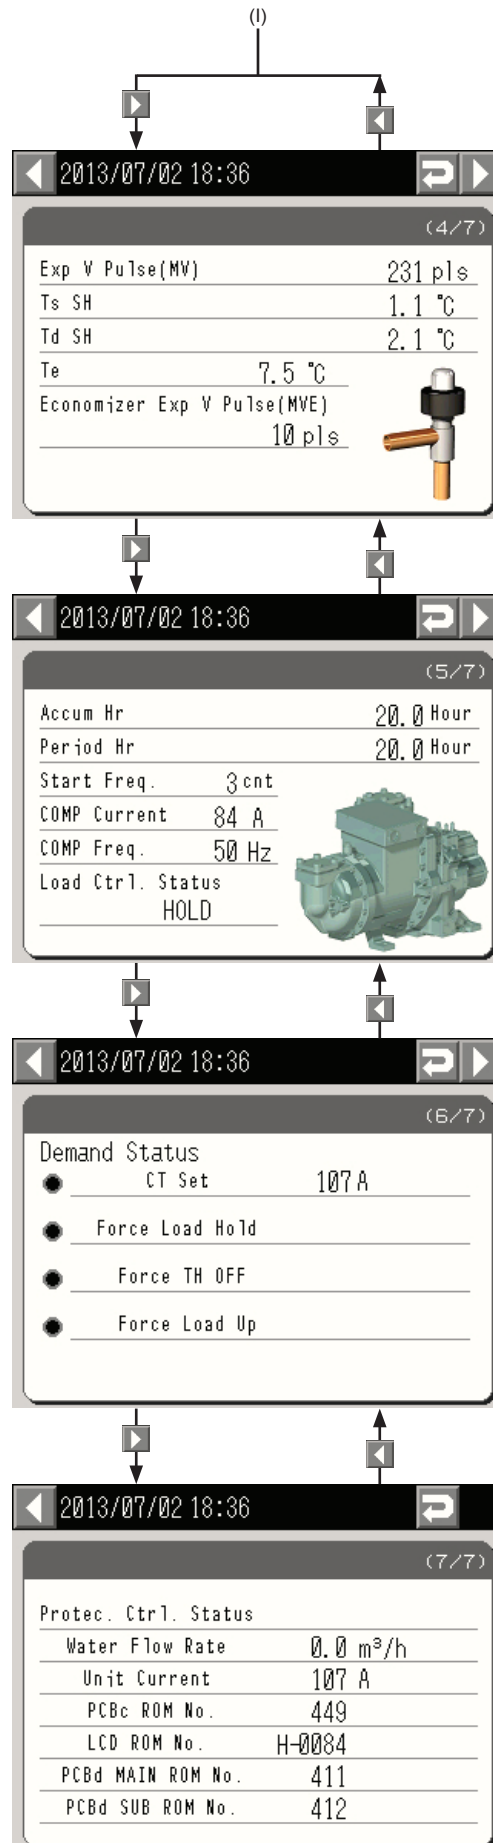 (I)
2013/07/02 18:36
(4/7)
Exp V Pulse(MV) 231 pls
Ts SH 1.1 °C
Td SH 2.1 °C
Te 7.5 °C
Economizer Exp V Pulse(MVE)
10 pls
2013/07/02 18:36
(5/7)
Accum Hr 20.0 Hour
Period Hr 20.0 Hour
Start Freq. 3 cnt
COMP Current 84 A
COMP Freq. 50 Hz
Load Ctrl. Status
HOLD
2013/07/02 18:36
(6/7)
Demand Status
CT Set 107 A
Force Load Hold
Force TH OFF
Force Load Up
2013/07/02 18:36
(7/7)
Protec. Ctrl. Status
Water Flow Rate 0.0 m³/h
Unit Current 107 A
PCBc ROM No. 449
LCD ROM No. H-0084
PCBd MAIN ROM No. 411
PCBd SUB ROM No. 412